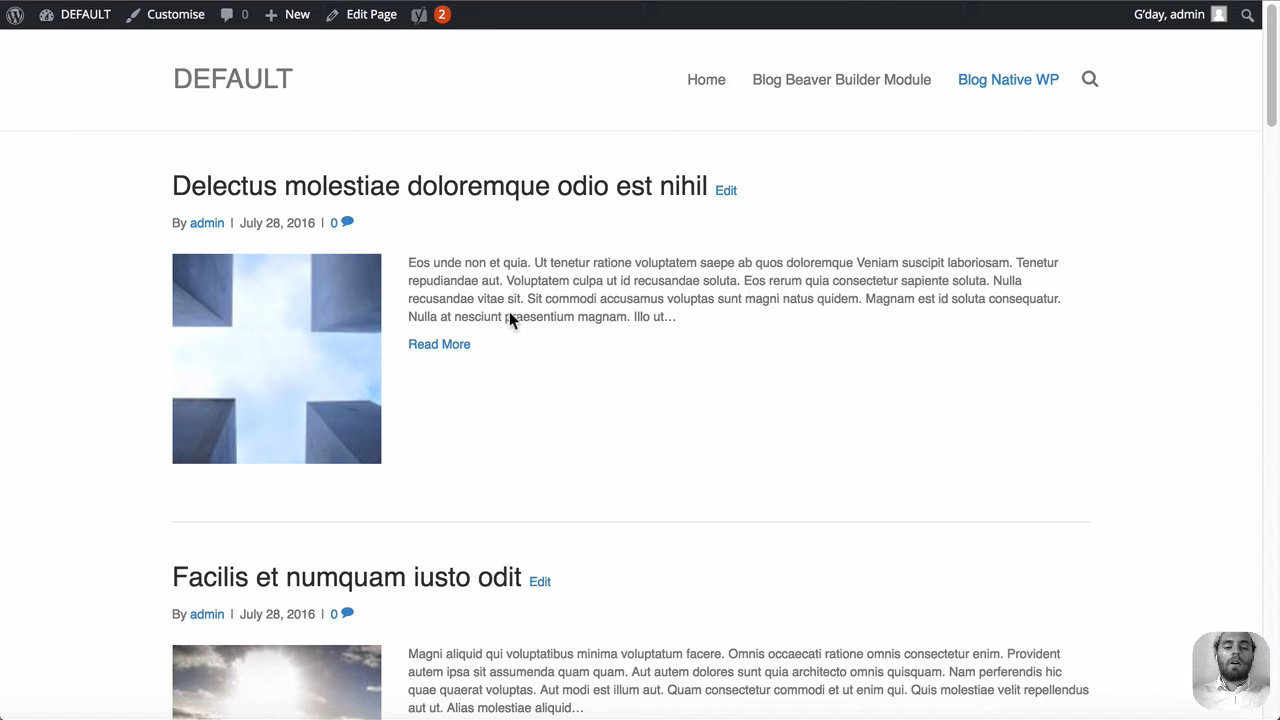 DEFAULT Customise 0 New Edit Page 2 G'day, admin
DEFAULT
Home Blog Beaver Builder Module Blog Native WP
Delectus molestiae doloremque odio est nihil Edit
By admin | July 28, 2016 | 0
Eos unde non et quia. Ut tenetur ratione voluptatem saepe ab quos doloremque Veniam suscipit laboriosam. Tenetur
repudiandae aut. Voluptatem culpa ut id recusandae soluta. Eos rerum quia consectetur sapiente soluta. Nulla
recusandae vitae sit. Sit commodi accusamus voluptas sunt magni natus quidem. Magnam est id soluta consequatur.
Nulla at nesciunt praesentium magnam. Illo ut…
Read More
Facilis et numquam iusto odit Edit
By admin | July 28, 2016 | 0
Magni aliquid qui voluptatibus minima voluptatum facere. Omnis occaecati ratione omnis consectetur enim. Provident
autem ipsa sit assumenda quam quam. Aut autem dolores sunt quia architecto omnis quisquam. Nam perferendis hic
quae quaerat voluptas. Aut modi est illum aut. Quam consectetur commodi et ut enim qui. Quis molestiae velit repellendus
aut ut. Alias molestiae aliquid…